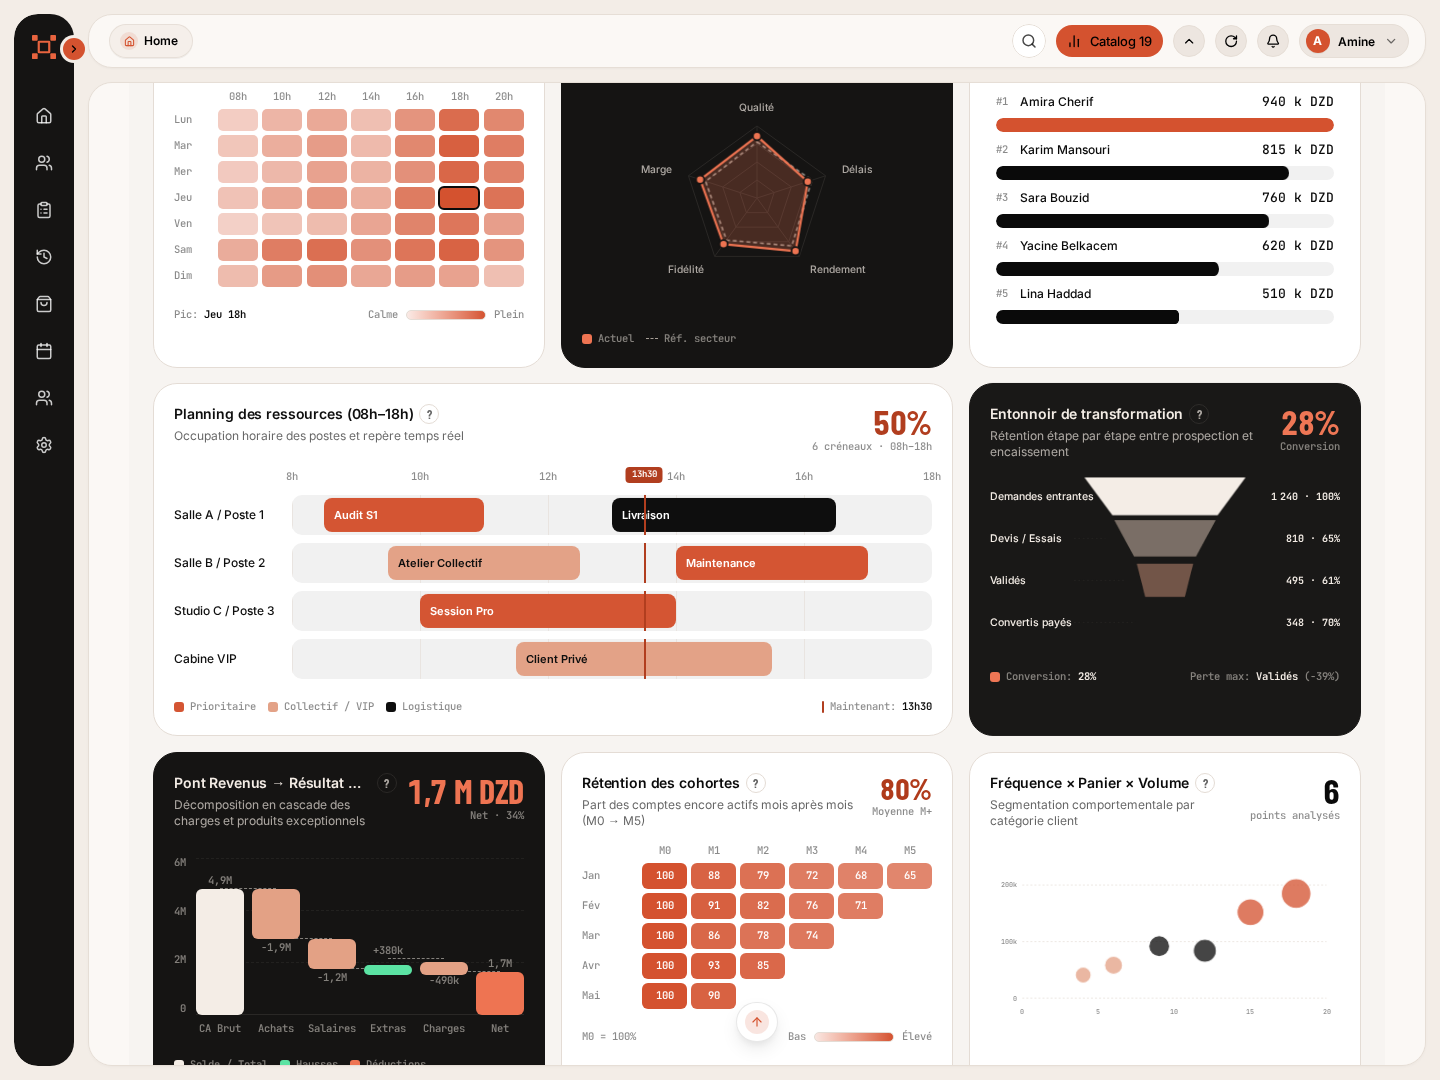 Home
Catalog 19
A
Amine
08h 10h 12h 14h 16h 18h 20h
Lun
Mar
Mer
Jeu
Ven
Sam
Dim
Pic: Jeu 18h
Calme
Plein
Qualité
Marge
Délais
Fidélité
Rendement
Actuel
--- Réf. secteur
#1 Amira Cherif 940 k DZD
#2 Karim Mansouri 815 k DZD
#3 Sara Bouzid 760 k DZD
#4 Yacine Belkacem 620 k DZD
#5 Lina Haddad 510 k DZD
Planning des ressources (08h–18h) ?
Occupation horaire des postes et repère temps réel
50%
6 créneaux · 08h–18h
8h 10h 12h 13h30 14h 16h 18h
Salle A / Poste 1 Audit S1 Livraison
Salle B / Poste 2 Atelier Collectif Maintenance
Studio C / Poste 3 Session Pro
Cabine VIP Client Privé
Prioritaire Collectif / VIP Logistique
Maintenant: 13h30
Entonnoir de transformation ?
Rétention étape par étape entre prospection et
encaissement
28%
Conversion
Demandes entrantes 1 240 · 100%
Devis / Essais 810 · 65%
Validés 495 · 61%
Convertis payés 348 · 70%
Conversion: 28%
Perte max: Validés (-39%)
Pont Revenus → Résultat ... ?
Décomposition en cascade des
charges et produits exceptionnels
1,7 M DZD
Net · 34%
6M
4M
2M
0
4,9M
-1,9M
-1,2M
+380k
-490k
1,7M
CA Brut Achats Salaires Extras Charges Net
Solde / Total Hausses Déductions
Rétention des cohortes ?
Part des comptes encore actifs mois après mois
(M0 → M5)
80%
Moyenne M+
M0 M1 M2 M3 M4 M5
Jan 100 88 79 72 68 65
Fév 100 91 82 76 71
Mar 100 86 78 74
Avr 100 93 85
Mai 100 90
M0 = 100%
Bas
Élevé
Fréquence × Panier × Volume ?
Segmentation comportementale par
catégorie client
6
points analysés
200k
100k
0
0 5 10 15 20